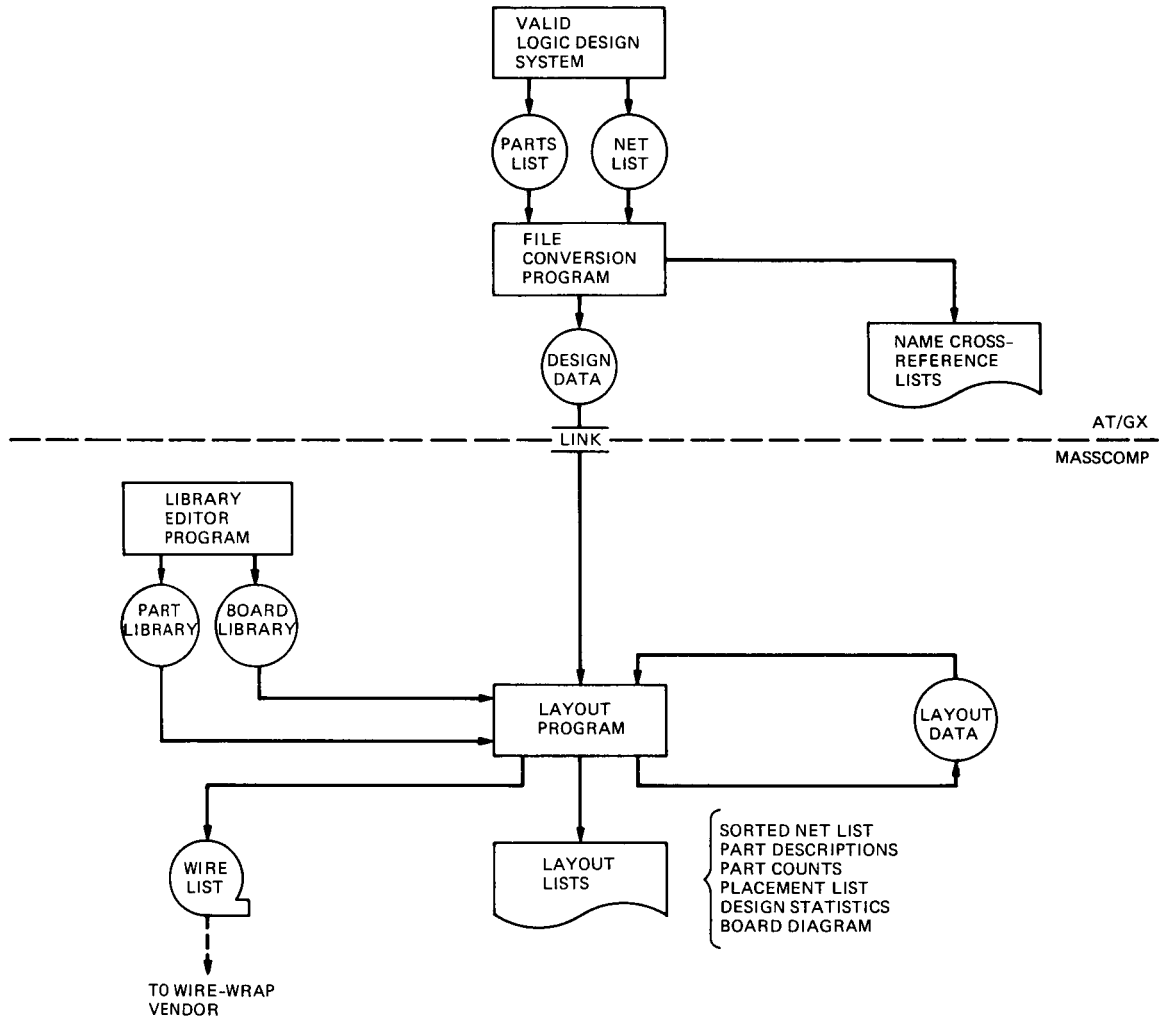 VALID
LOGIC DESIGN
SYSTEM
PARTS
LIST
NET
LIST
FILE
CONVERSION
PROGRAM
DESIGN
DATA
NAME CROSS-
REFERENCE
LISTS
AT/GX
LINK
MASSCOMP
LIBRARY
EDITOR
PROGRAM
PART
LIBRARY
BOARD
LIBRARY
LAYOUT
PROGRAM
LAYOUT
DATA
WIRE
LIST
LAYOUT
LISTS
SORTED NET LIST
PART DESCRIPTIONS
PART COUNTS
PLACEMENT LIST
DESIGN STATISTICS
BOARD DIAGRAM
TO WIRE-WRAP
VENDOR